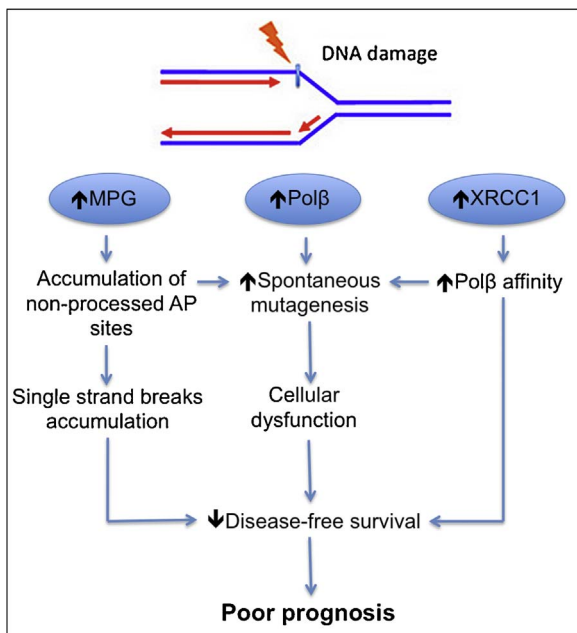 DNA damage
↑MPG
↑Polβ
↑XRCC1
Accumulation of
non-processed AP
sites
↑Spontaneous
mutagenesis
↑Polβ affinity
Single strand breaks
accumulation
Cellular
dysfunction
↓Disease-free survival
Poor prognosis